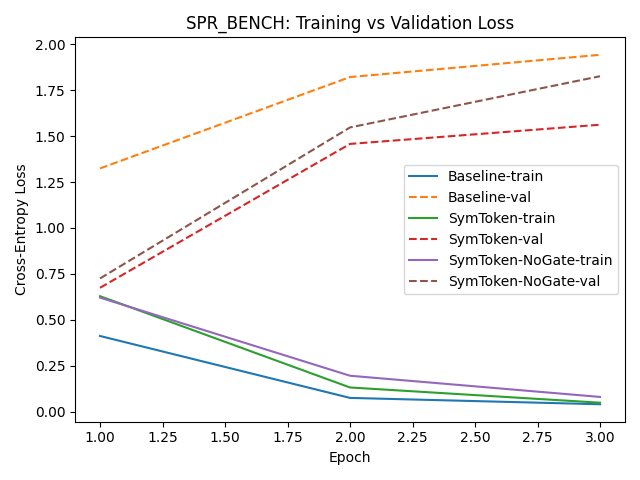 SPR_BENCH: Training vs Validation Loss
2.00
1.75
1.50
1.25
1.00
0.75
0.50
0.25
0.00
Cross-Entropy Loss
Baseline-train
Baseline-val
SymToken-train
SymToken-val
SymToken-NoGate-train
SymToken-NoGate-val
1.00 1.25 1.50 1.75 2.00 2.25 2.50 2.75 3.00
Epoch